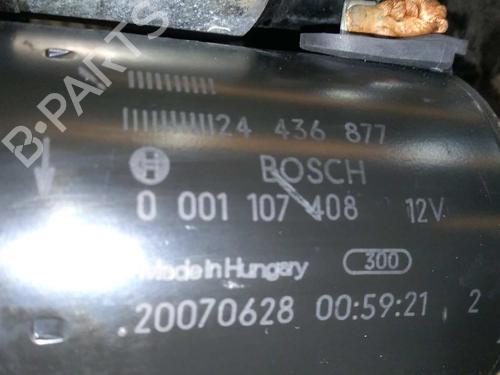 B-PARTS
24 436 877
BOSCH
0 001 107 408 12V
Made in Hungary 300
.20070628 00:59:21 2